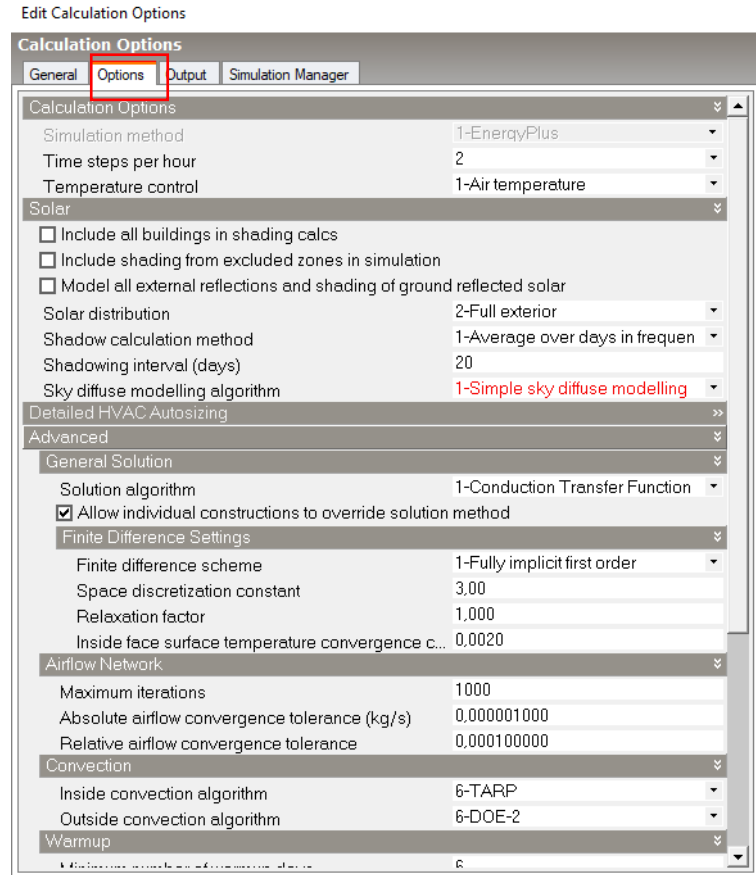 Edit Calculation Options
Calculation Options
General Options Output Simulation Manager
Calculation Options
Simulation method 1-EnergyPlus
Time steps per hour 2
Temperature control 1-Air temperature
Solar
Include all buildings in shading calcs
Include shading from excluded zones in simulation
Model all external reflections and shading of ground reflected solar
Solar distribution 2-Full exterior
Shadow calculation method 1-Average over days in frequen
Shadowing interval (days) 20
Sky diffuse modelling algorithm 1-Simple sky diffuse modelling
Detailed HVAC Autosizing
Advanced
General Solution
Solution algorithm 1-Conduction Transfer Function
Allow individual constructions to override solution method
Finite Difference Settings
Finite difference scheme 1-Fully implicit first order
Space discretization constant 3,00
Relaxation factor 1,000
Inside face surface temperature convergence c... 0,0020
Airflow Network
Maximum iterations 1000
Absolute airflow convergence tolerance (kg/s) 0,000001000
Relative airflow convergence tolerance 0,000100000
Convection
Inside convection algorithm 6-TARP
Outside convection algorithm 6-DOE-2
Warmup
Minimum number of warmup days 6